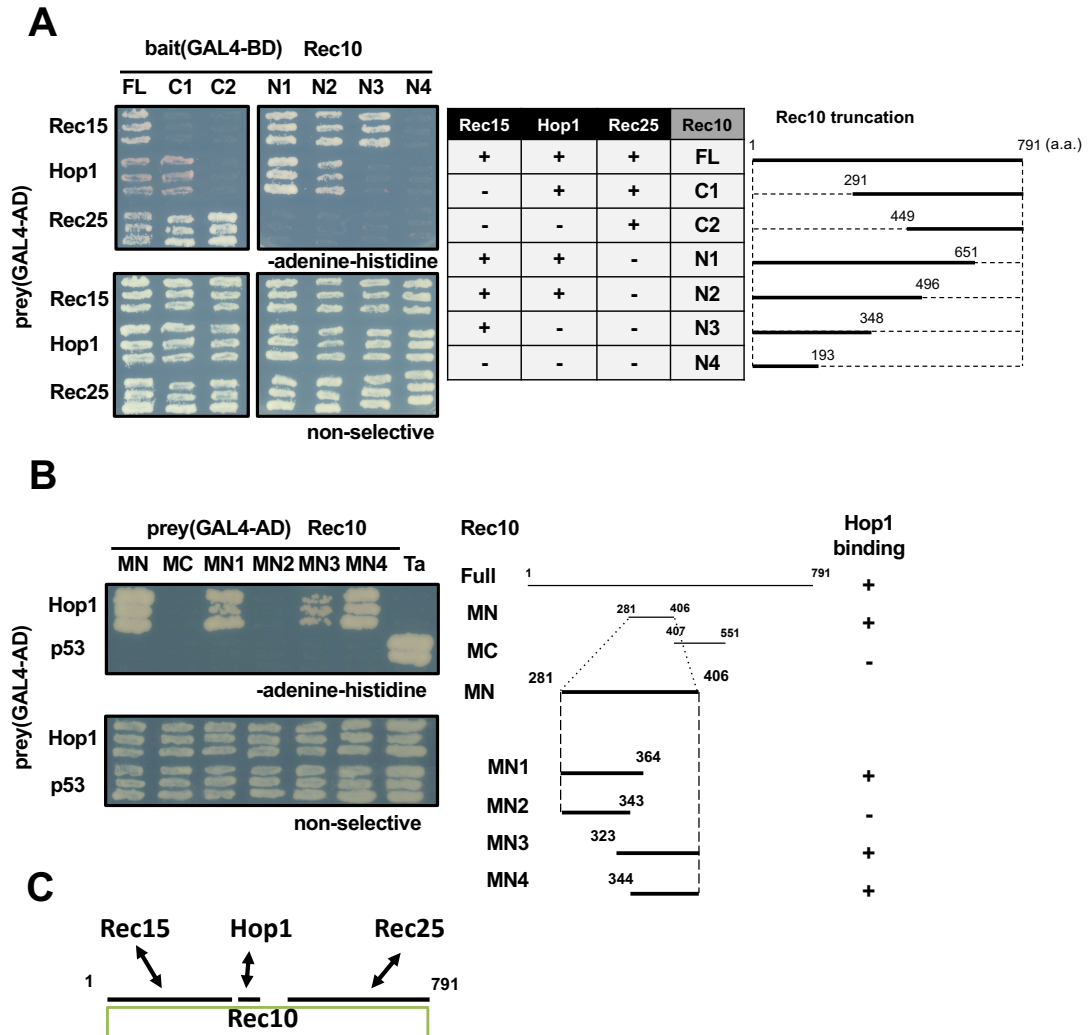 A
bait(GAL4-BD) Rec10
FL C1 C2 N1 N2 N3 N4
prey(GAL4-AD)
Rec15
Hop1
Rec25
-adenine-histidine
Rec15
Hop1
Rec25
non-selective
Rec15 Hop1 Rec25 Rec10
+ + + FL
- + + C1
- - + C2
+ + - N1
+ + - N2
+ - - N3
- - - N4
Rec10 truncation
1 791 (a.a.)
291
449
651
496
348
193
B
prey(GAL4-AD) Rec10
MN MC MN1 MN2 MN3 MN4 Ta
prey(GAL4-AD)
Hop1
p53
-adenine-histidine
Hop1
p53
non-selective
Rec10 Hop1
binding
Full 1 791 +
MN 281 406 +
MC 407 551 -
MN 281 406
MN1 364 +
MN2 343 -
MN3 323 +
MN4 344 +
C
Rec15 Hop1 Rec25
1 791
Rec10